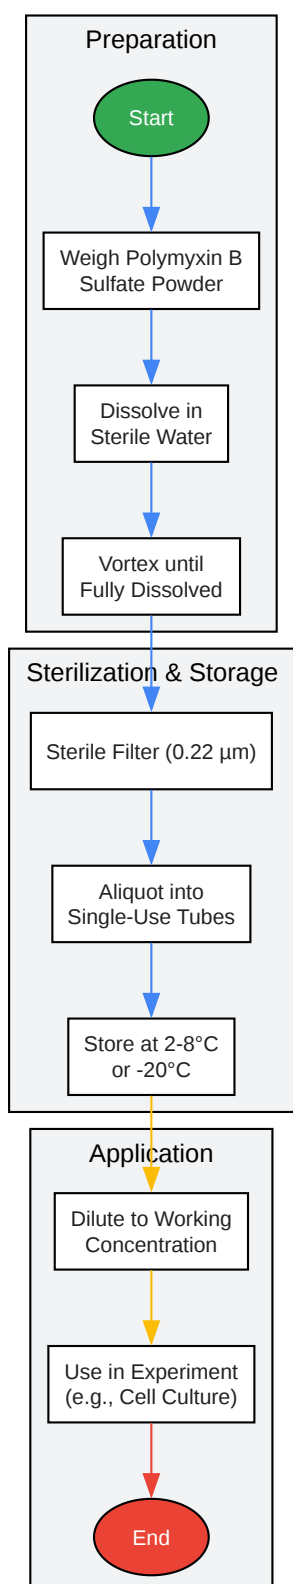 Preparation
Start
Weigh Polymyxin B
Sulfate Powder
Dissolve in
Sterile Water
Vortex until
Fully Dissolved
Sterilization & Storage
Sterile Filter (0.22 µm)
Aliquot into
Single-Use Tubes
Store at 2-8°C
or -20°C
Application
Dilute to Working
Concentration
Use in Experiment
(e.g., Cell Culture)
End